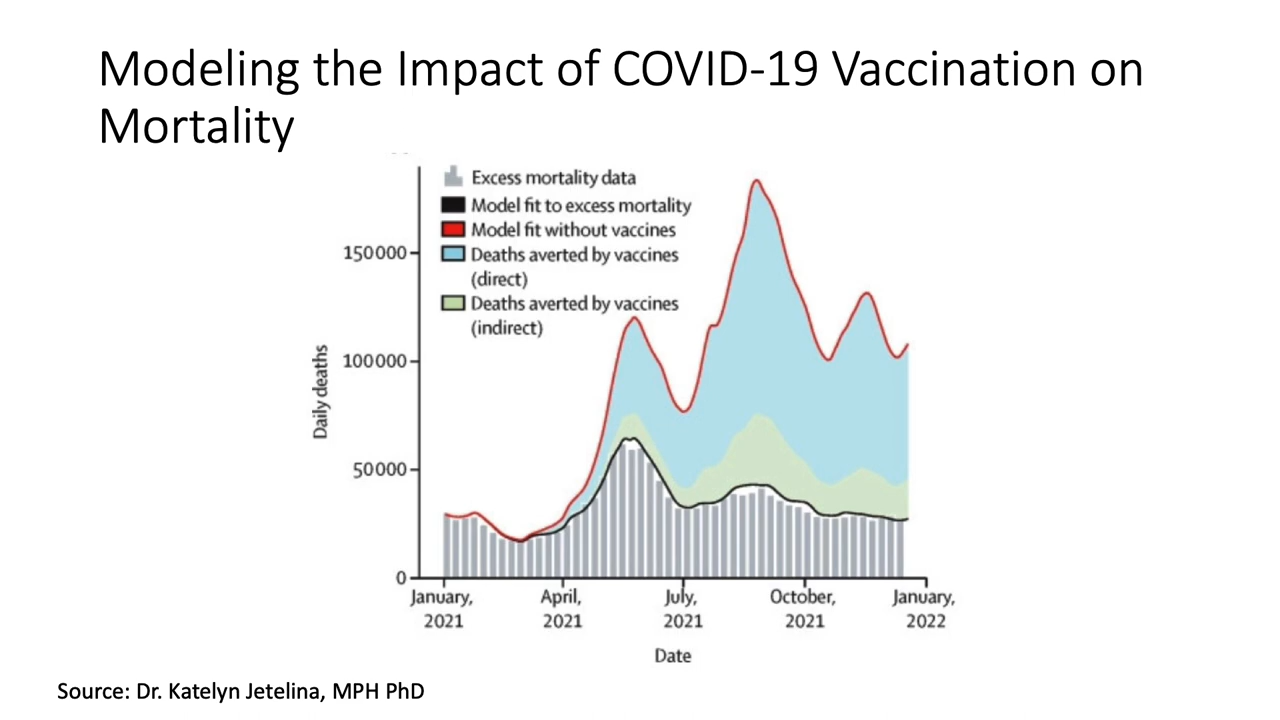 Modeling the Impact of COVID-19 Vaccination on
Mortality
Excess mortality data
Model fit to excess mortality
Model fit without vaccines
Deaths averted by vaccines
(direct)
Deaths averted by vaccines
(indirect)
150000
100000
50000
0
Daily deaths
January,
2021
April,
2021
July,
2021
October,
2021
January,
2022
Date
Source: Dr. Katelyn Jetelina, MPH PhD